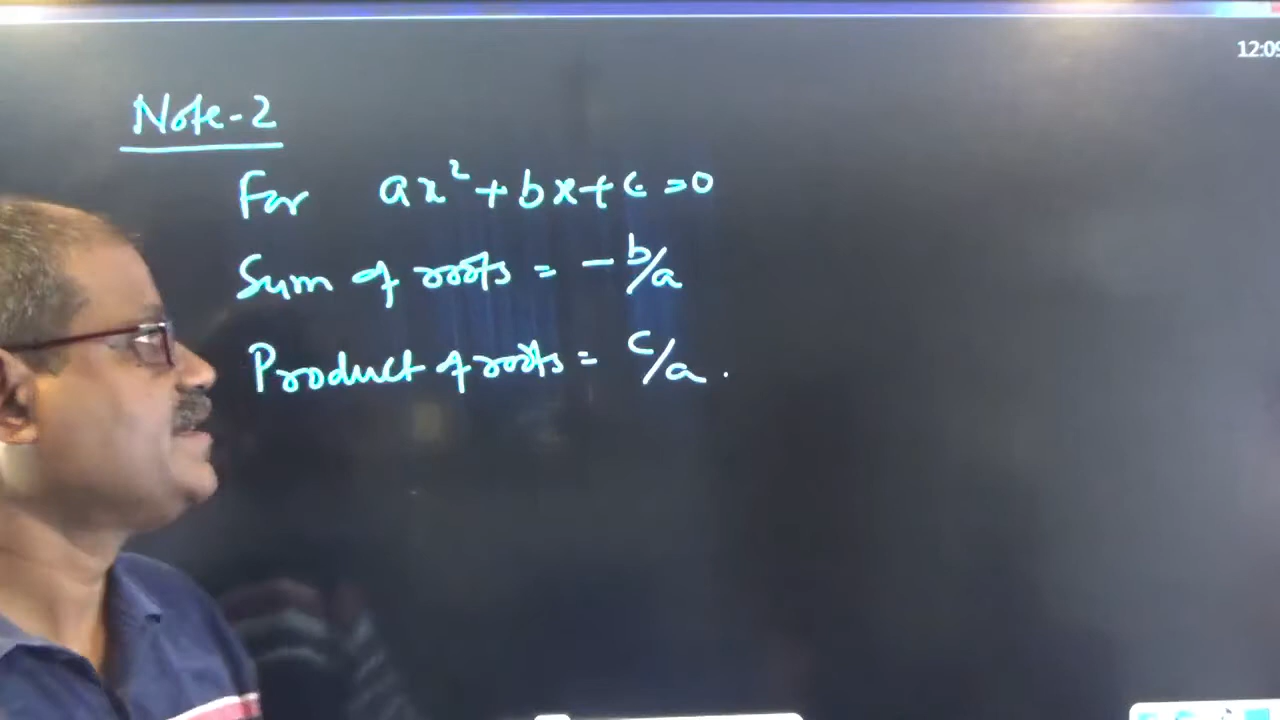 12:09
Note-2
For ax²+bx+c=0
Sum of roots = -b/a
Product of roots = c/a.